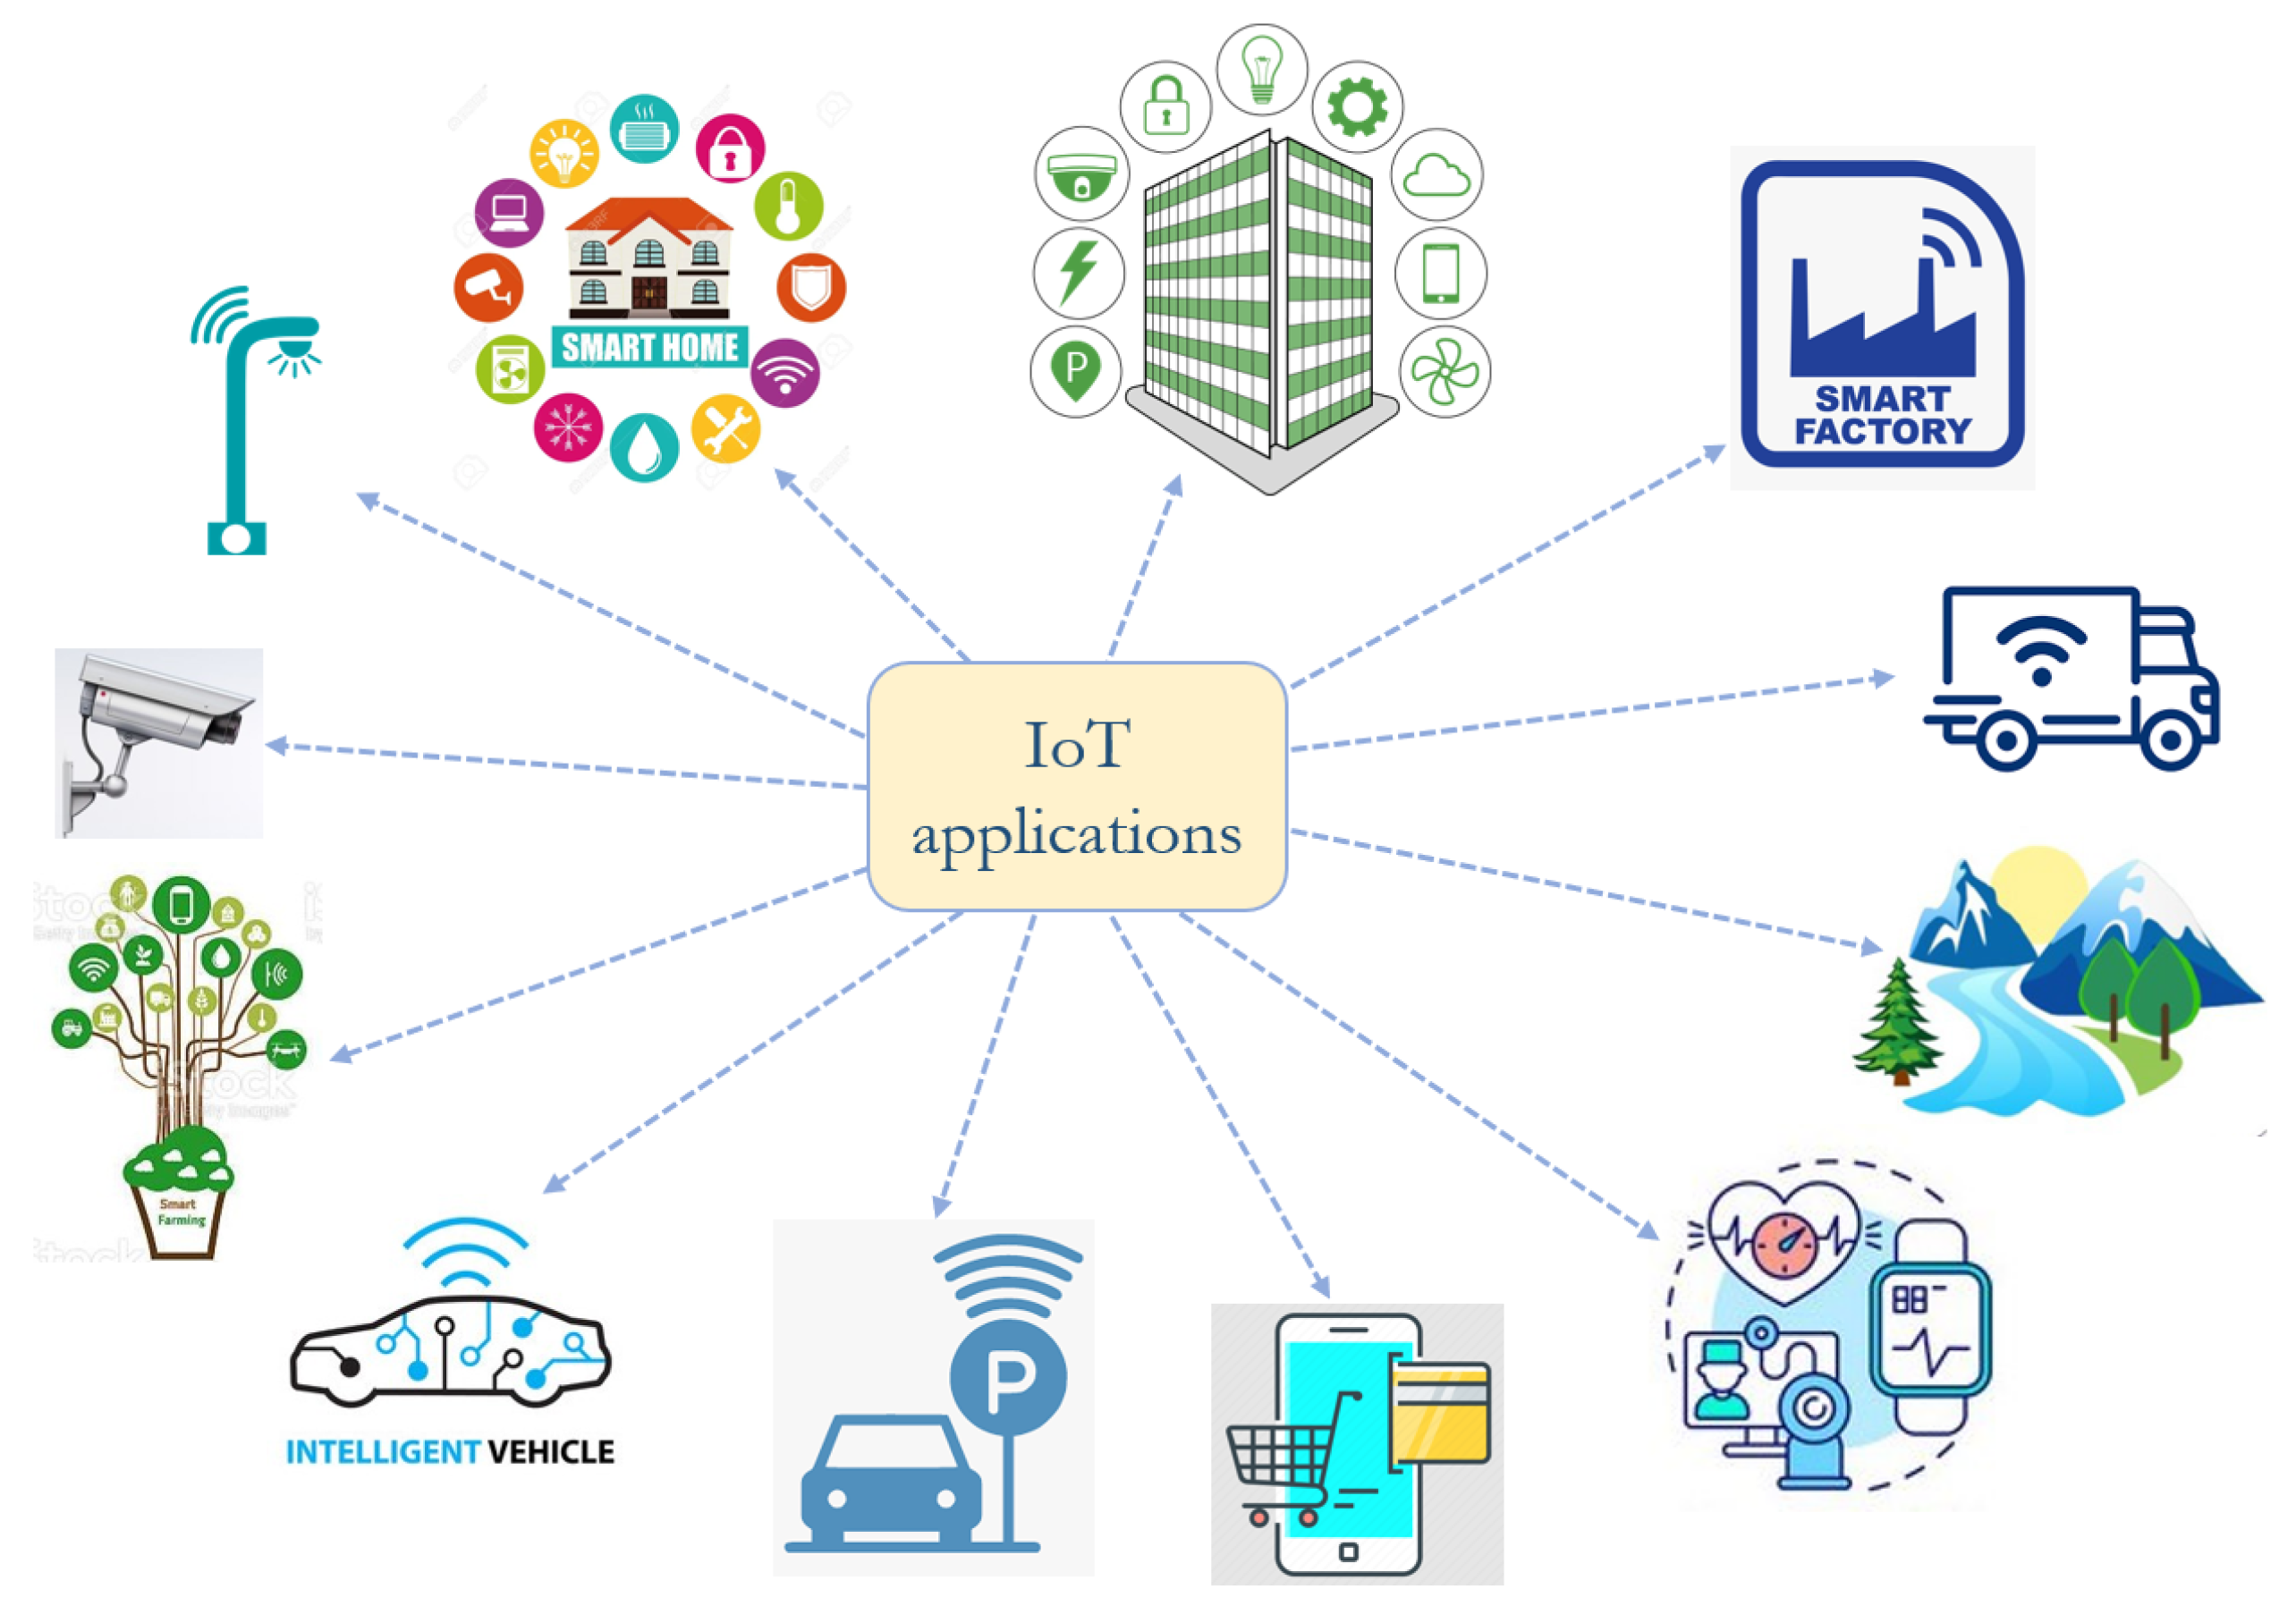 SMART HOME
P
SMART
FACTORY
IoT
applications
Smart
Farming
INTELLIGENT VEHICLE
P